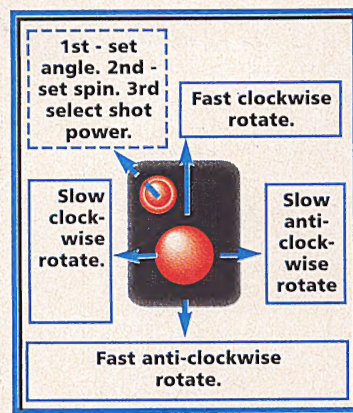 1st - set
angle. 2nd -
set spin. 3rd
select shot
power.
Fast clockwise
rotate.
Slow
clock-
wise
rotate.
Slow
anti-
clock-
wise
rotate
Fast anti-clockwise
rotate.